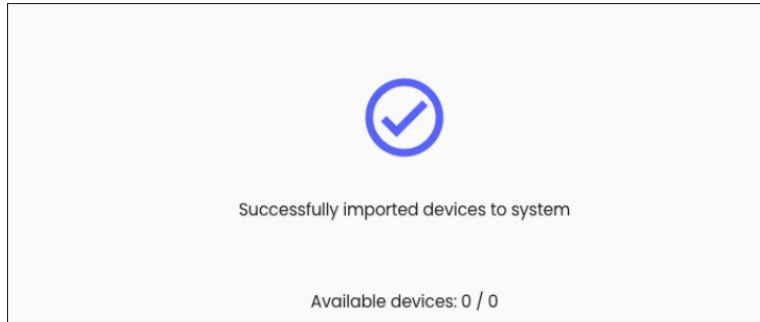 Successfully imported devices to system
Available devices: 0 / 0